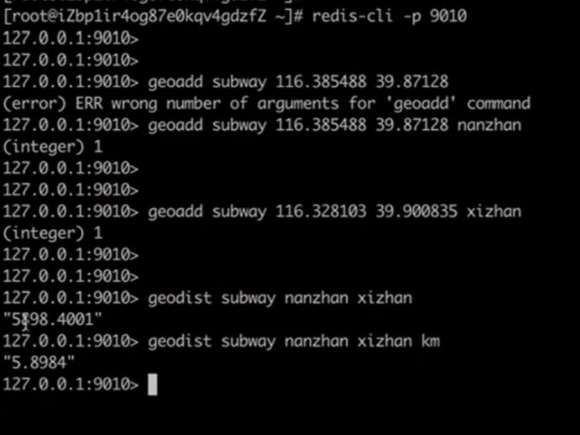 [root@iZbp1ir4og87e0kqv4gdzfZ ~]# redis-cli -p 9010
127.0.0.1:9010>
127.0.0.1:9010>
127.0.0.1:9010> geoadd subway 116.385488 39.87128
(error) ERR wrong number of arguments for 'geoadd' command
127.0.0.1:9010> geoadd subway 116.385488 39.87128 nanzhan
(integer) 1
127.0.0.1:9010>
127.0.0.1:9010>
127.0.0.1:9010> geoadd subway 116.328103 39.900835 xizhan
(integer) 1
127.0.0.1:9010>
127.0.0.1:9010>
127.0.0.1:9010> geodist subway nanzhan xizhan
"5898.4001"
127.0.0.1:9010> geodist subway nanzhan xizhan km
"5.8984"
127.0.0.1:9010>